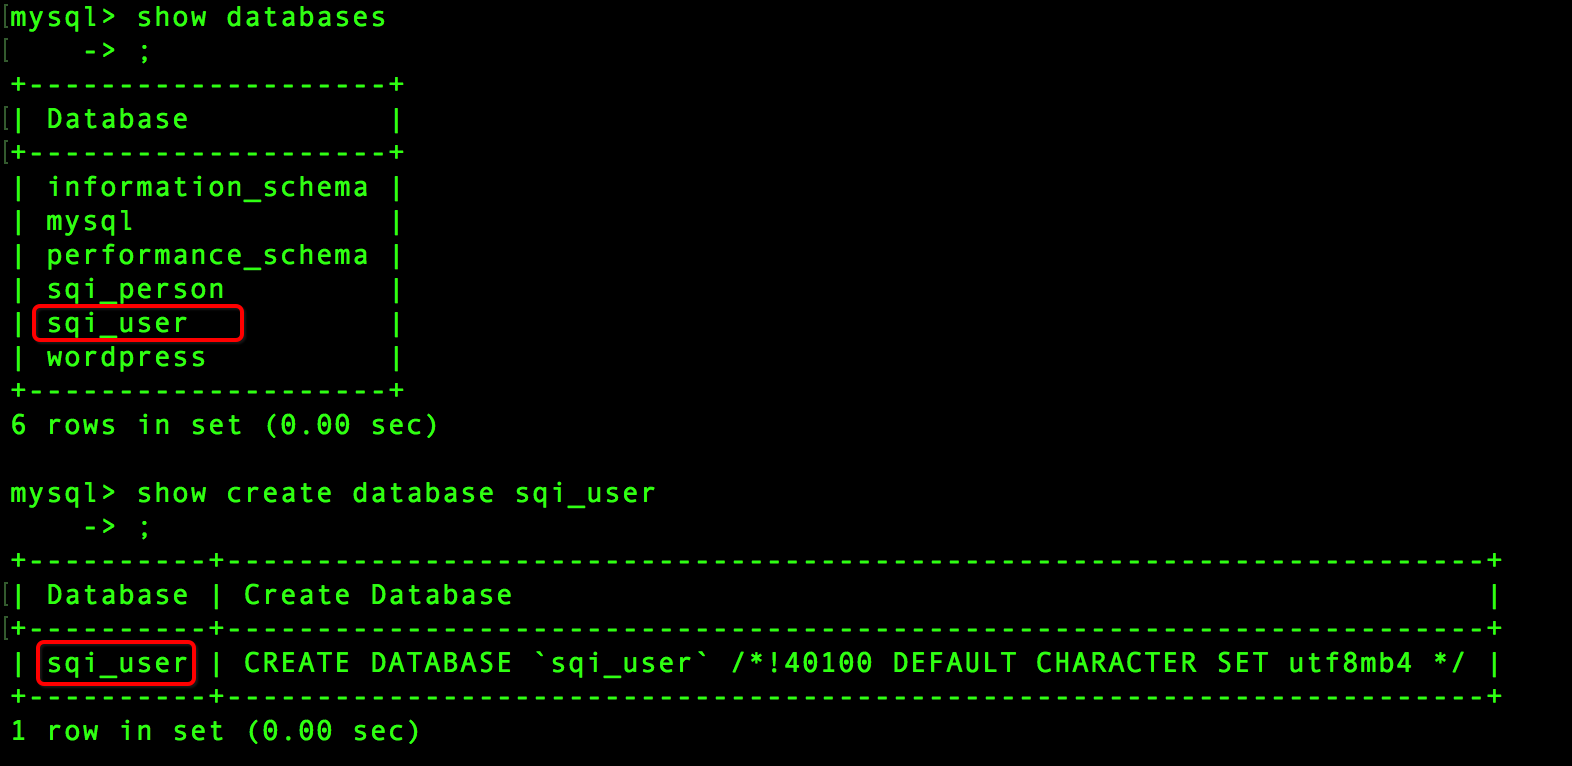 mysql> show databases
    -> ;
+--------------------+
| Database           |
+--------------------+
| information_schema |
| mysql              |
| performance_schema |
| sqi_person         |
| sqi_user           |
| wordpress          |
+--------------------+
6 rows in set (0.00 sec)

mysql> show create database sqi_user
    -> ;
+----------+----------------------------------------------------------------------+
| Database | Create Database                                                      |
+----------+----------------------------------------------------------------------+
| sqi_user | CREATE DATABASE `sqi_user` /*!40100 DEFAULT CHARACTER SET utf8mb4 */ |
+----------+----------------------------------------------------------------------+
1 row in set (0.00 sec)